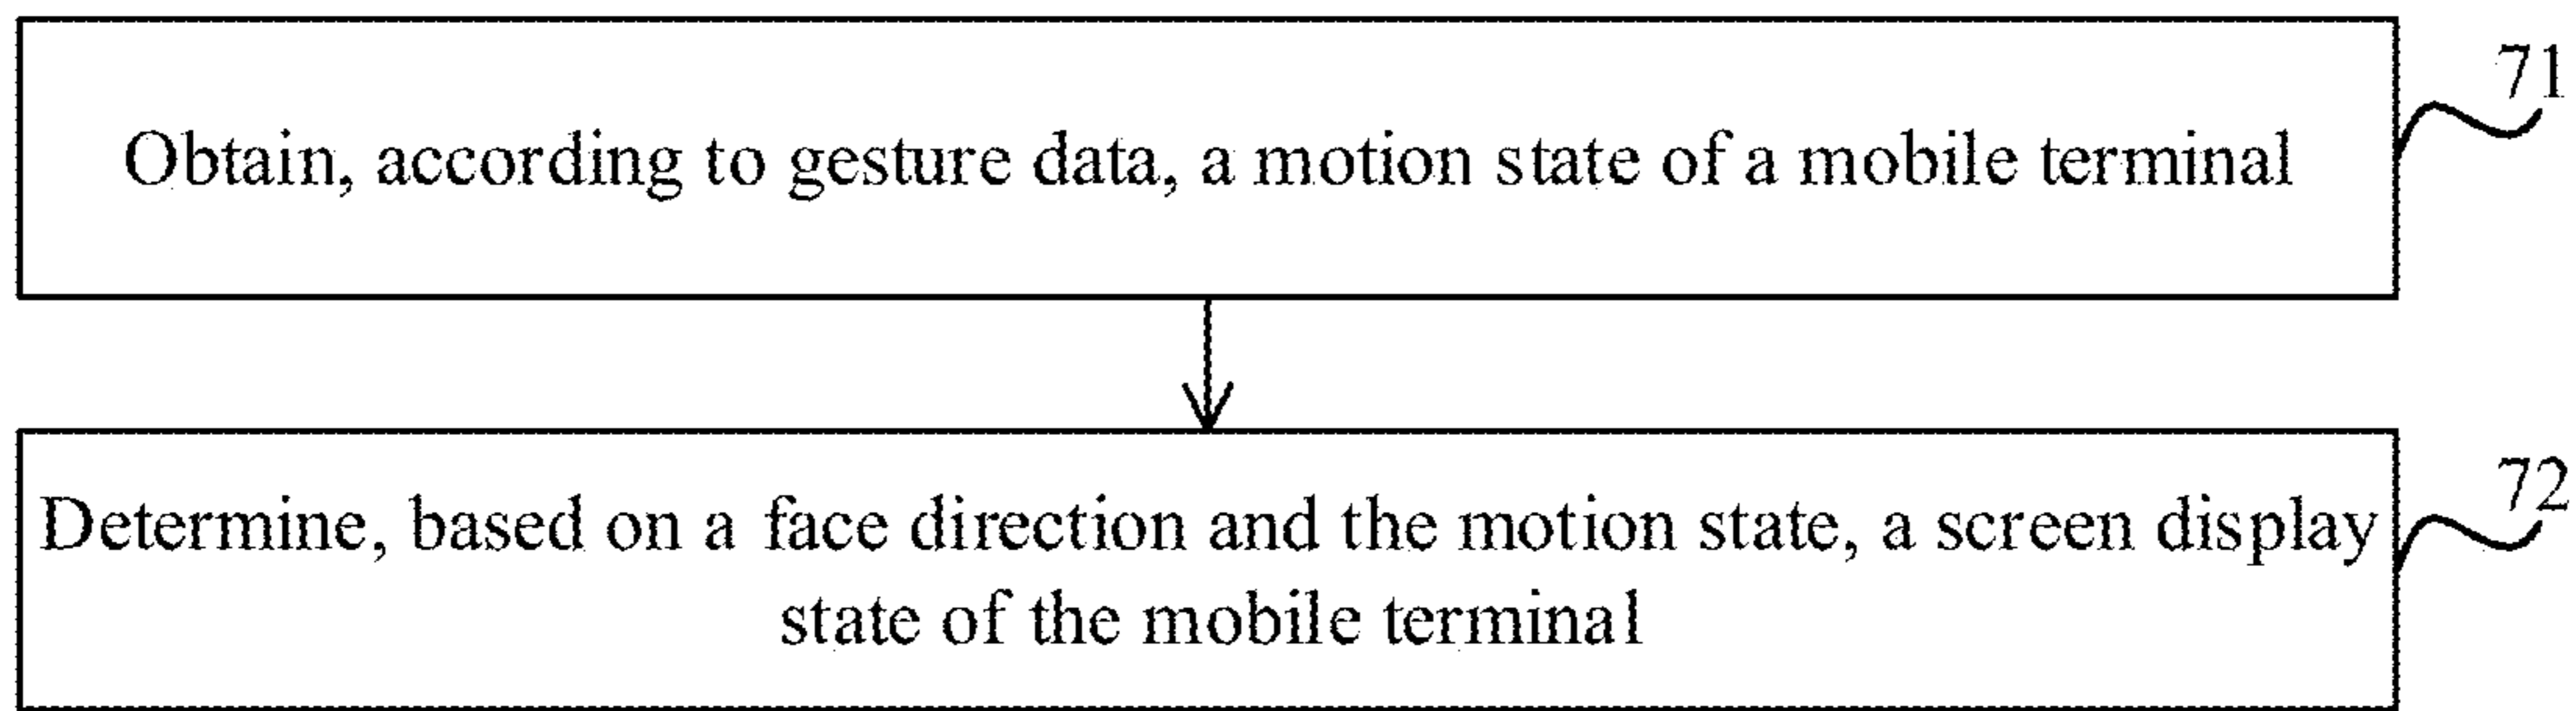 71
Obtain, according to gesture data, a motion state of a mobile terminal
72
Determine, based on a face direction and the motion state, a screen display
state of the mobile terminal